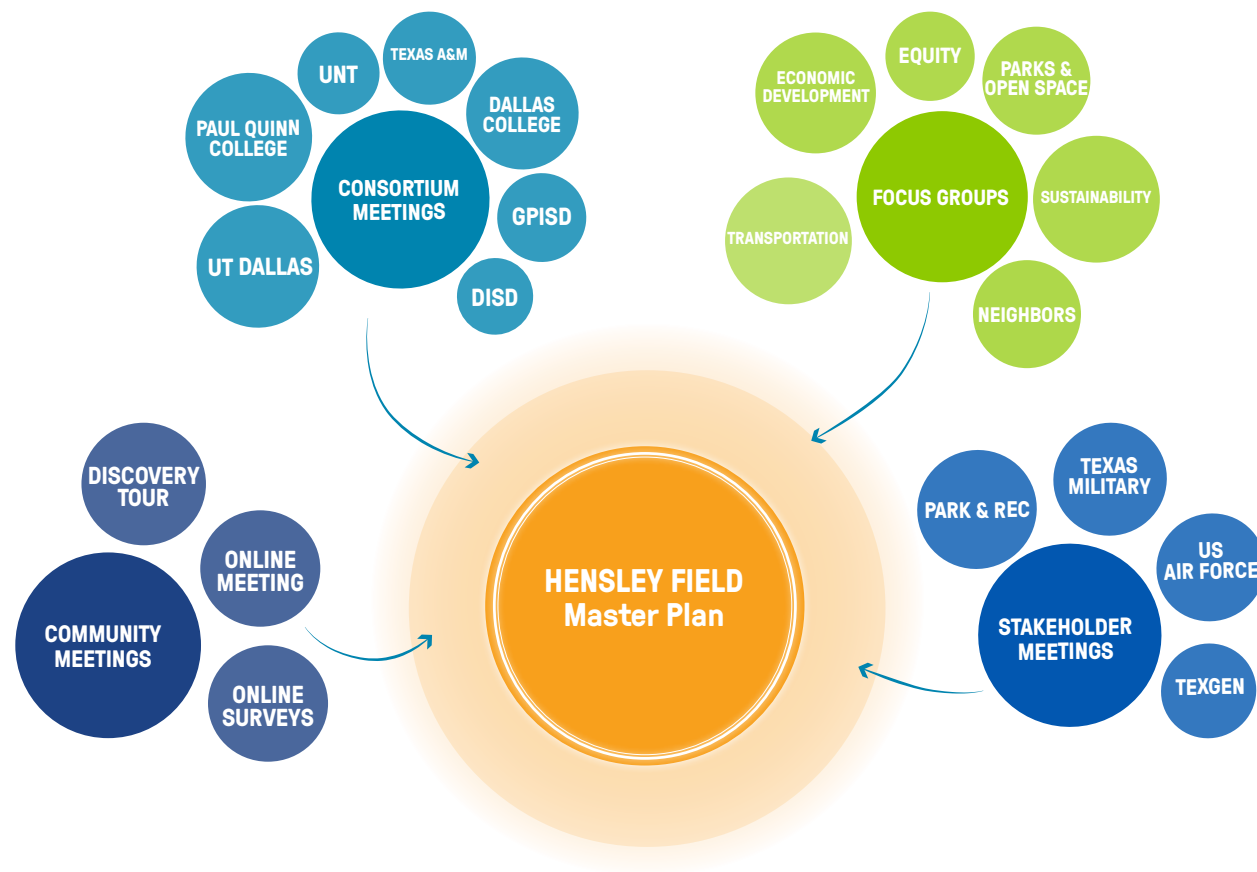 UNT
TEXAS A&M
PAUL QUINN
COLLEGE
DALLAS
COLLEGE
CONSORTIUM
MEETINGS
GPISD
UT DALLAS
DISD
ECONOMIC
DEVELOPMENT
EQUITY
PARKS &
OPEN SPACE
FOCUS GROUPS
SUSTAINABILITY
TRANSPORTATION
NEIGHBORS
DISCOVERY
TOUR
ONLINE
MEETING
COMMUNITY
MEETINGS
ONLINE
SURVEYS
HENSLEY FIELD
Master Plan
PARK & REC
TEXAS
MILITARY
US
AIR FORCE
STAKEHOLDER
MEETINGS
TEXGEN